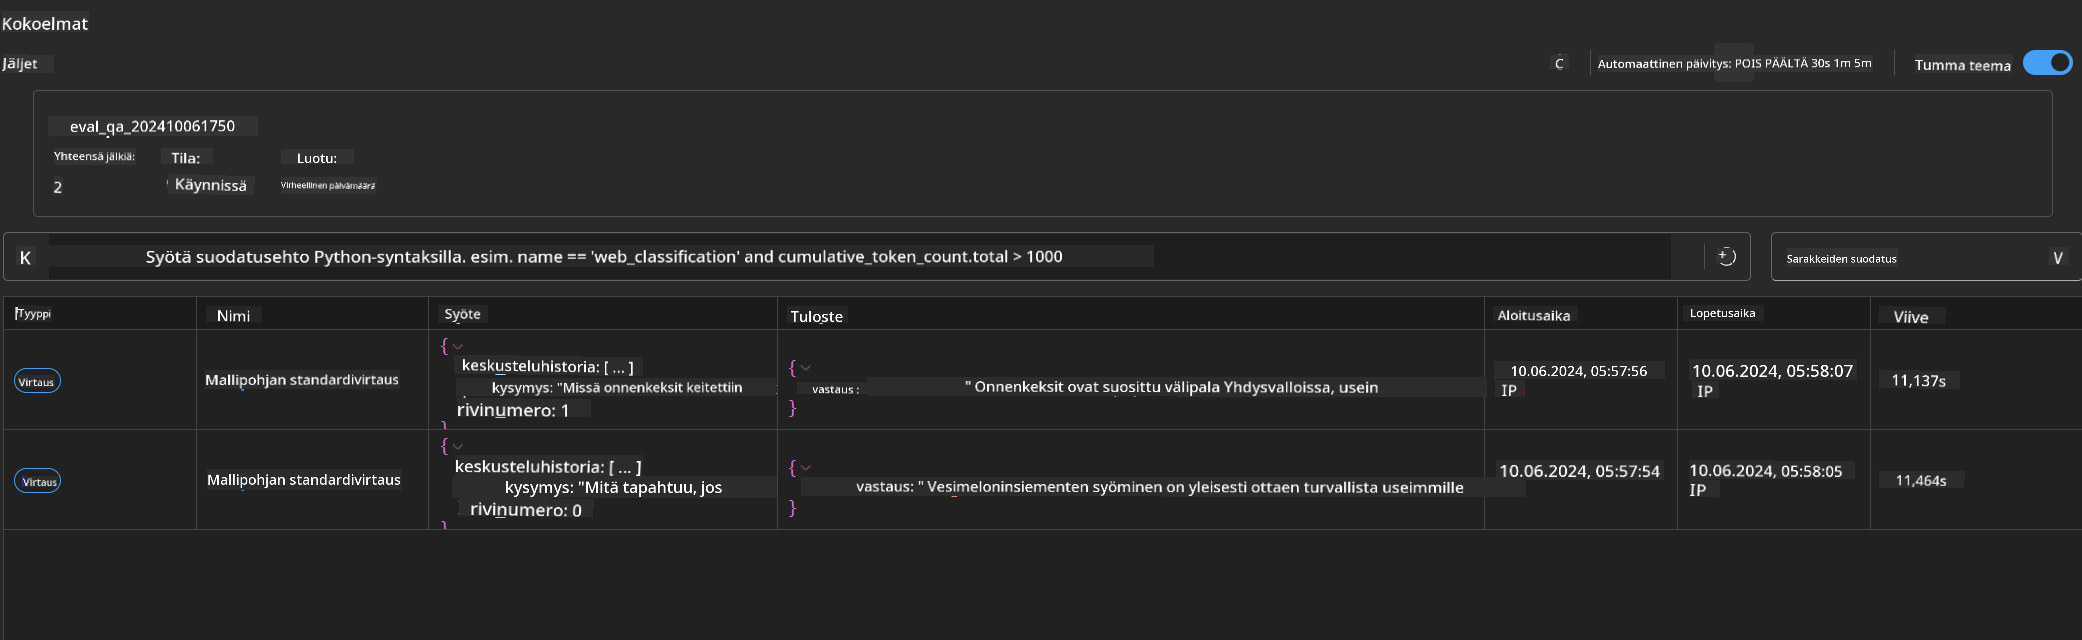 Kokoelmat
Jäljet
C Automaattinen päivitys: POIS PÄÄLTÄ 30s 1m 5m Tumma teema
eval_qa_202410061750
Yhteensä jälkiä: Tila: Luotu:
2 Käynnissä Virheellinen päivämäärä
K Syötä suodatusehto Python-syntaksilla. esim. name == 'web_classification' and cumulative_token_count.total > 1000
Sarakkeiden suodatus V
Tyyppi Nimi Syöte Tuloste Aloitusaika Lopetusaika Viive
Virtaus Mallipohjan standardivirtaus
{
keskusteluhistoria: [ ... ]
kysymys: "Missä onnenkeksit keitettiin
rivinumero: 1
}
{
vastaus : " Onnenkeksit ovat suosittu välipala Yhdysvalloissa, usein
}
10.06.2024, 05:57:56
IP
10.06.2024, 05:58:07
IP
11,137s
Virtaus Mallipohjan standardivirtaus
{
keskusteluhistoria: [ ... ]
kysymys: "Mitä tapahtuu, jos
rivinumero: 0
}
{
vastaus: " Vesimeloninsiementen syöminen on yleisesti ottaen turvallista useimmille
}
10.06.2024, 05:57:54
10.06.2024, 05:58:05
IP
11,464s